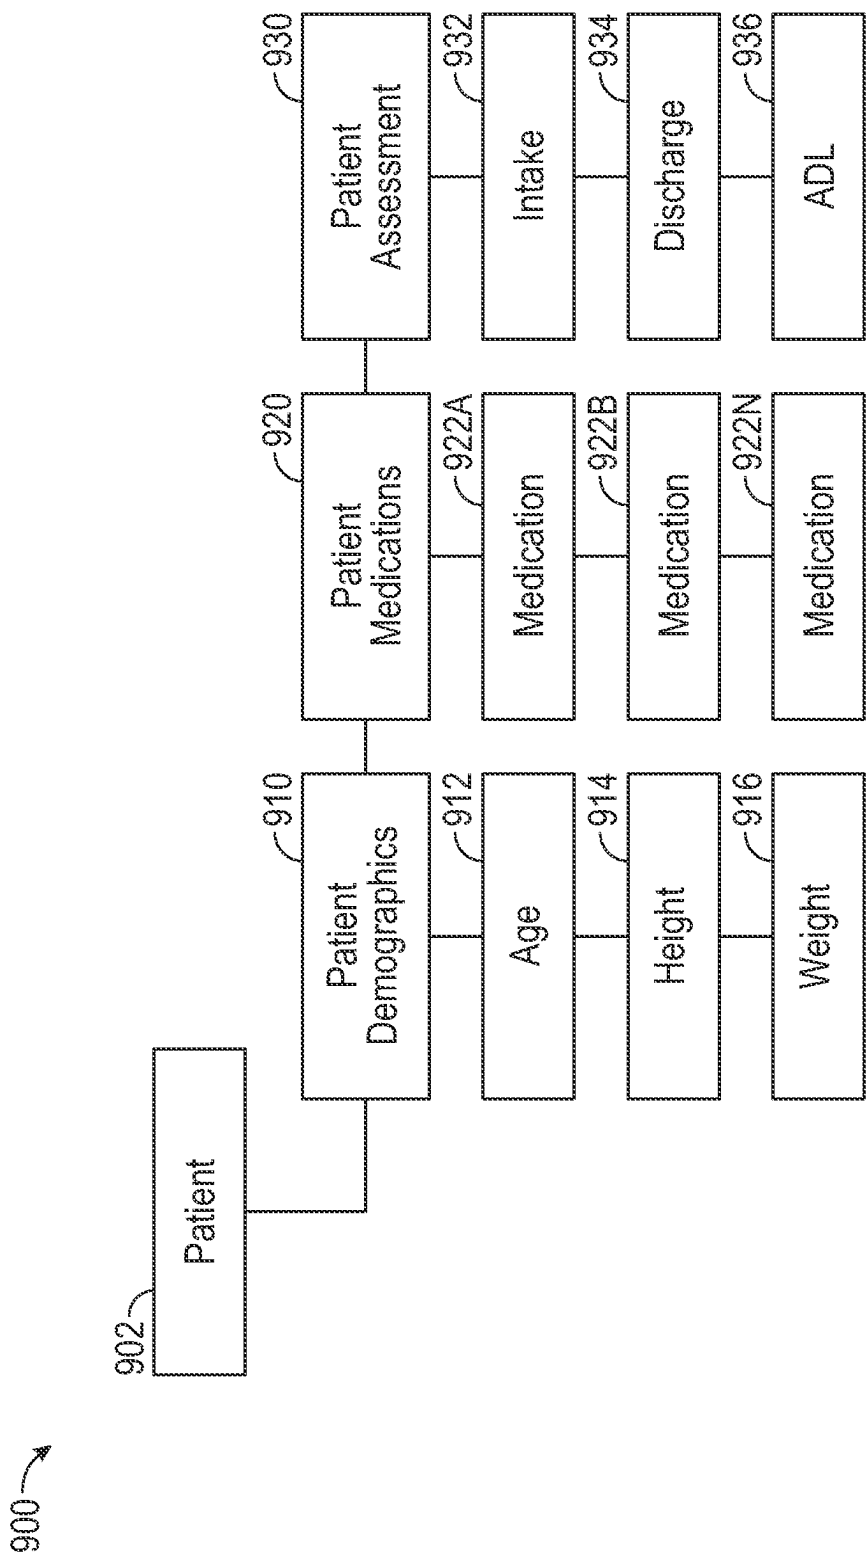 900
902
Patient
910
Patient
Demographics
912
Age
914
Height
916
Weight
920
Patient
Medications
922A
Medication
922B
Medication
922N
Medication
930
Patient
Assessment
932
Intake
934
Discharge
936
ADL